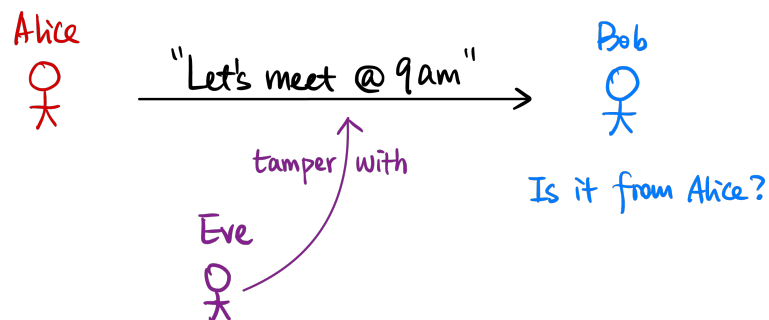 Alice
Bob
"Let's meet @ 9am"
tamper with
Is it from Alice?
Eve